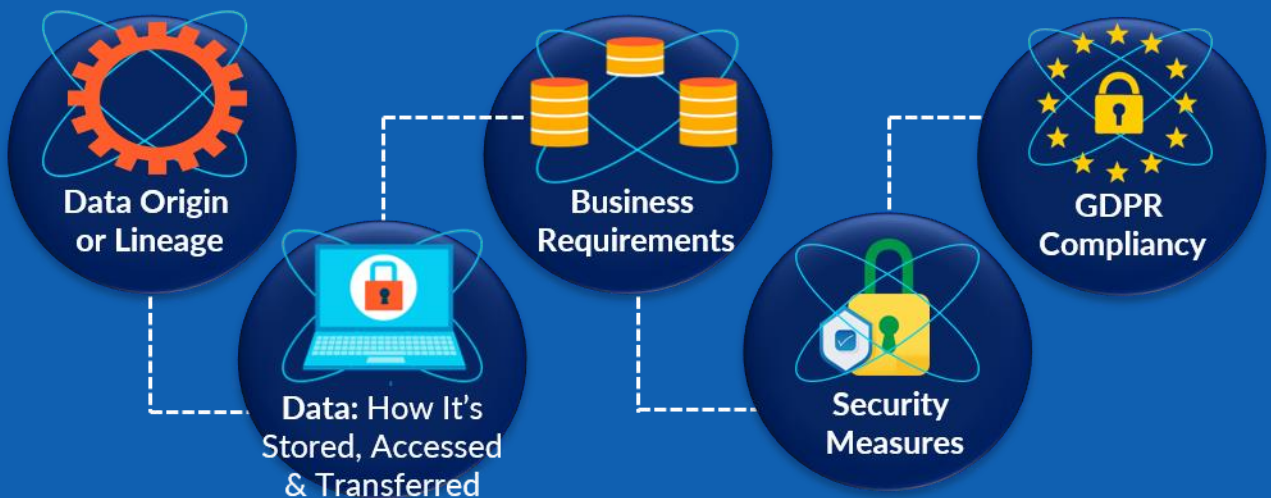 Data Origin
or Lineage
Data: How It's
Stored, Accessed
& Transferred
Business
Requirements
Security
Measures
GDPR
Compliancy